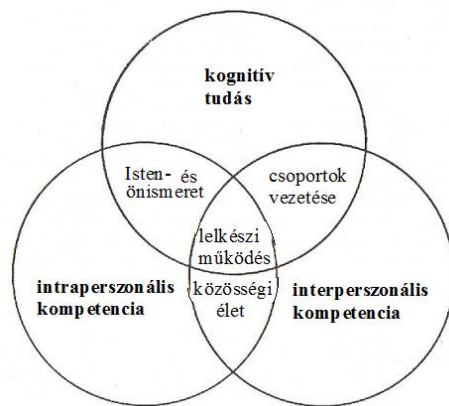 kognitív
tudás
Isten- és
önismeret
csoportok
vezetése
lelkészi
működés
intraperszonális
kompetencia
közösségi
élet
interperszonális
kompetencia